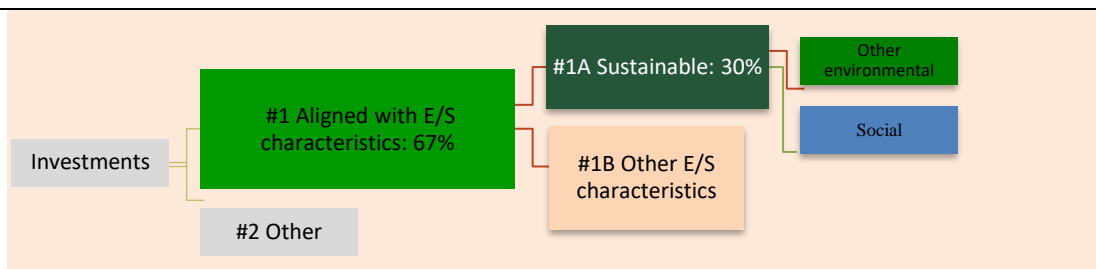 Investments
#1 Aligned with E/S
characteristics: 67%
#2 Other
#1A Sustainable: 30%
#1B Other E/S
characteristics
Other
environmental
Social